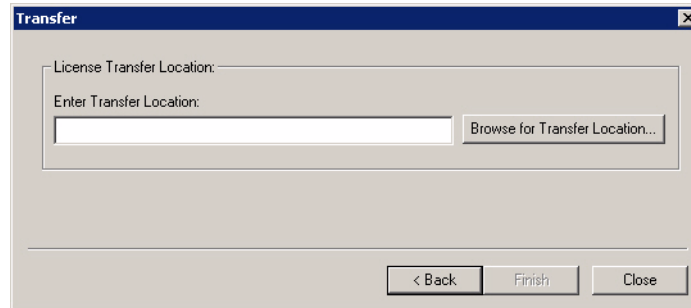 Transfer
License Transfer Location:
Enter Transfer Location:
Browse for Transfer Location...
< Back
Finish
Close